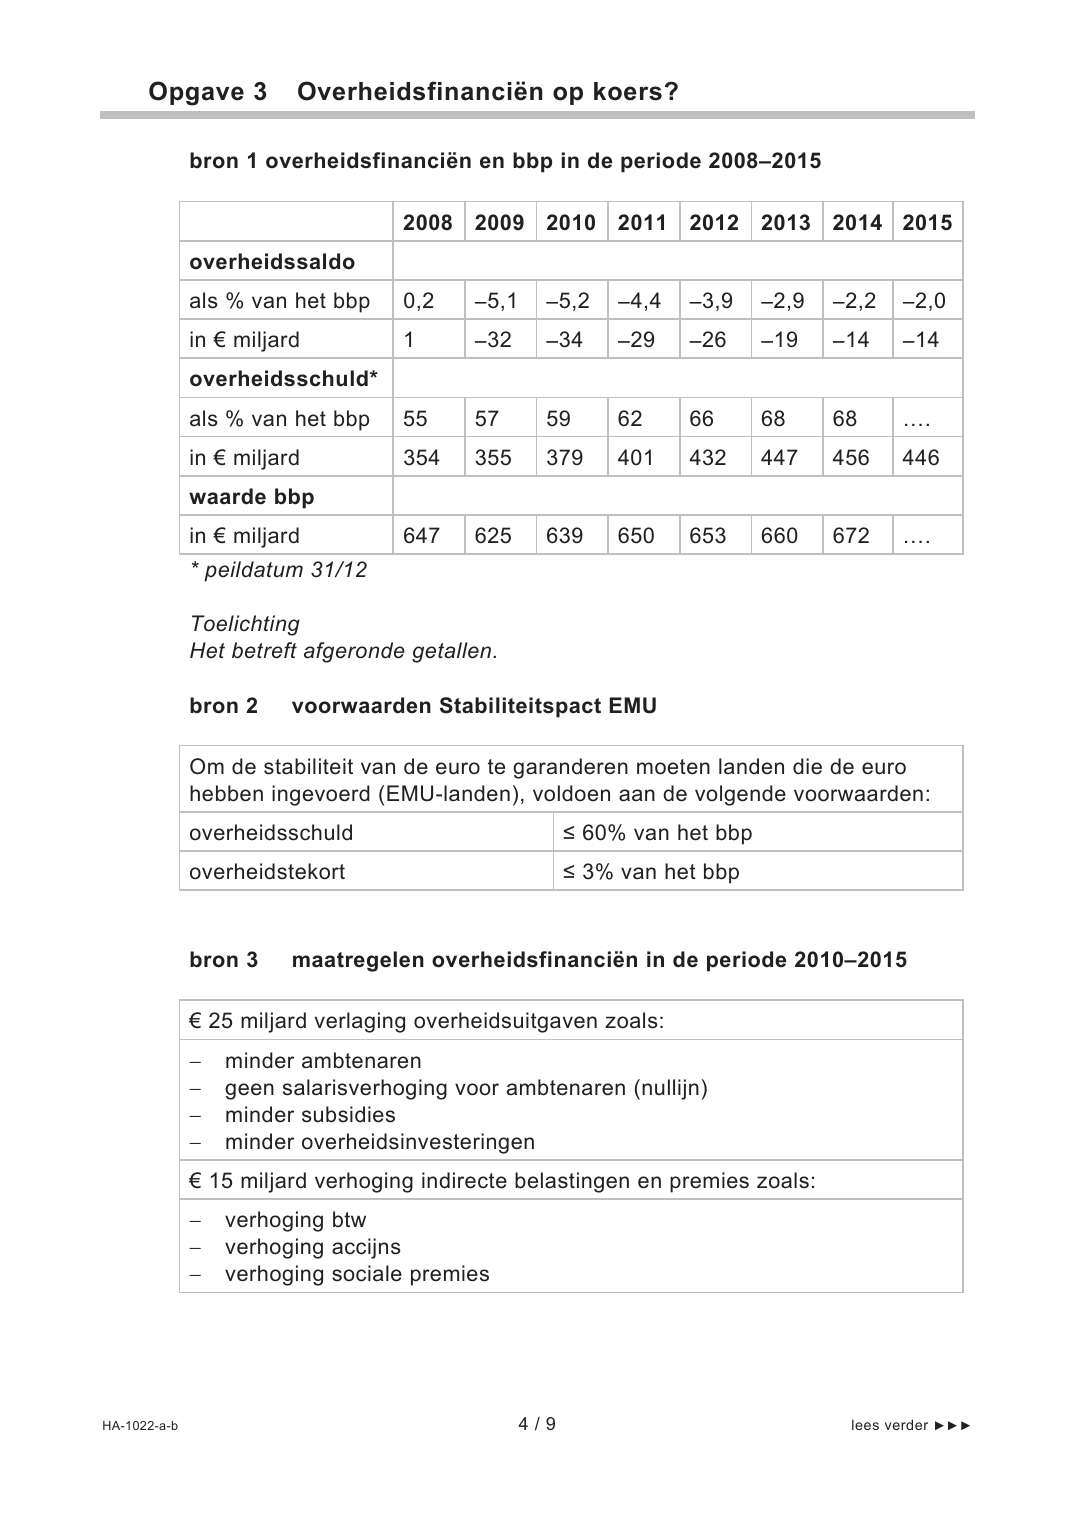 Opgave 3 Overheidsfinanciën op koers?
bron 1 overheidsfinanciën en bbp in de periode 2008–2015
2008 2009 2010 2011 2012 2013 2014 2015
overheidssaldo
als % van het bbp 0,2 –5,1 –5,2 –4,4 –3,9 –2,9 –2,2 –2,0
in € miljard 1 –32 –34 –29 –26 –19 –14 –14
overheidsschuld*
als % van het bbp 55 57 59 62 66 68 68 ….
in € miljard 354 355 379 401 432 447 456 446
waarde bbp
in € miljard 647 625 639 650 653 660 672 ….
* peildatum 31/12
Toelichting
Het betreft afgeronde getallen.
bron 2 voorwaarden Stabiliteitspact EMU
Om de stabiliteit van de euro te garanderen moeten landen die de euro
hebben ingevoerd (EMU-landen), voldoen aan de volgende voorwaarden:
overheidsschuld ≤ 60% van het bbp
overheidstekort ≤ 3% van het bbp
bron 3 maatregelen overheidsfinanciën in de periode 2010–2015
€ 25 miljard verlaging overheidsuitgaven zoals:
– minder ambtenaren
– geen salarisverhoging voor ambtenaren (nullijn)
– minder subsidies
– minder overheidsinvesteringen
€ 15 miljard verhoging indirecte belastingen en premies zoals:
– verhoging btw
– verhoging accijns
– verhoging sociale premies
HA-1022-a-b 4 / 9 lees verder ►►►